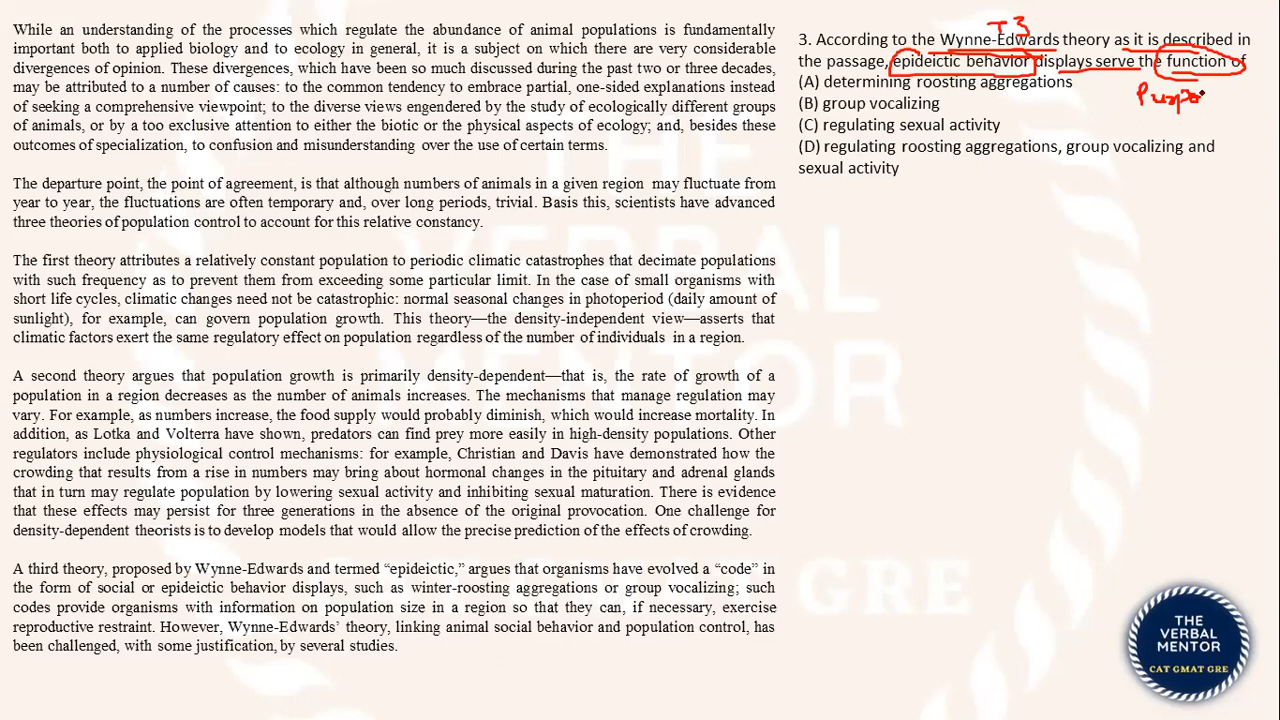 While an understanding of the processes which regulate the abundance of animal populations is fundamentally
important both to applied biology and to ecology in general, it is a subject on which there are very considerable
divergences of opinion. These divergences, which have been so much discussed during the past two or three decades,
may be attributed to a number of causes: to the common tendency to embrace partial, one-sided explanations instead
of seeking a comprehensive viewpoint; to the diverse views engendered by the study of ecologically different groups
of animals, or by a too exclusive attention to either the biotic or the physical aspects of ecology; and, besides these
outcomes of specialization, to confusion and misunderstanding over the use of certain terms.
The departure point, the point of agreement, is that although numbers of animals in a given region may fluctuate from
year to year, the fluctuations are often temporary and, over long periods, trivial. Basis this, scientists have advanced
three theories of population control to account for this relative constancy.
The first theory attributes a relatively constant population to periodic climatic catastrophes that decimate populations
with such frequency as to prevent them from exceeding some particular limit. In the case of small organisms with
short life cycles, climatic changes need not be catastrophic: normal seasonal changes in photoperiod (daily amount of
sunlight), for example, can govern population growth. This theory—the density-independent view—asserts that
climatic factors exert the same regulatory effect on population regardless of the number of individuals in a region.
A second theory argues that population growth is primarily density-dependent—that is, the rate of growth of a
population in a region decreases as the number of animals increases. The mechanisms that manage regulation may
vary. For example, as numbers increase, the food supply would probably diminish, which would increase mortality. In
addition, as Lotka and Volterra have shown, predators can find prey more easily in high-density populations. Other
regulators include physiological control mechanisms: for example, Christian and Davis have demonstrated how the
crowding that results from a rise in numbers may bring about hormonal changes in the pituitary and adrenal glands
that in turn may regulate population by lowering sexual activity and inhibiting sexual maturation. There is evidence
that these effects may persist for three generations in the absence of the original provocation. One challenge for
density-dependent theorists is to develop models that would allow the precise prediction of the effects of crowding.
A third theory, proposed by Wynne-Edwards and termed “epideictic,” argues that organisms have evolved a “code” in
the form of social or epideictic behavior displays, such as winter-roosting aggregations or group vocalizing; such
codes provide organisms with information on population size in a region so that they can, if necessary, exercise
reproductive restraint. However, Wynne-Edwards’ theory, linking animal social behavior and population control, has
been challenged, with some justification, by several studies.
T3
3. According to the Wynne-Edwards theory as it is described in
the passage, epideictic behavior displays serve the function of
(A) determining roosting aggregations
Purpo
(B) group vocalizing
(C) regulating sexual activity
(D) regulating roosting aggregations, group vocalizing and
sexual activity
THE
VERBAL
MENTOR
CAT GMAT GRE
THE
VERBAL
MENTOR
CAT GMAT GRE